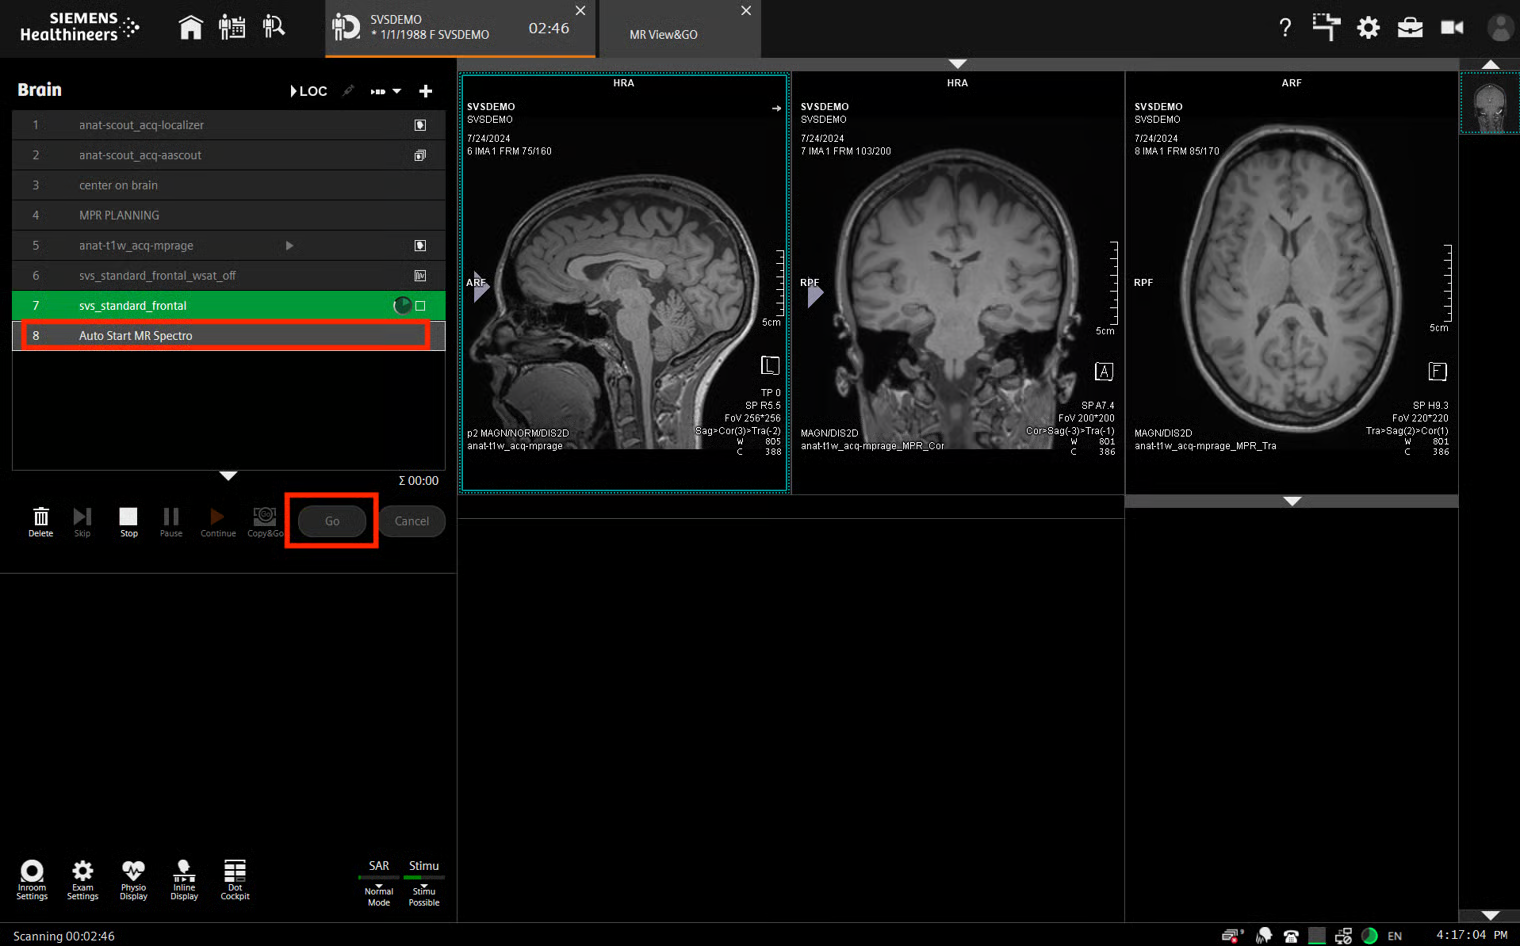 SIEMENS
Healthineers
SVSDEMO
* 1/1/1988 F SVSDEMO
02:46
MR View&GO
?
Brain
LOC
1 anat-scout_acq-localizer
2 anat-scout_acq-aascout
3 center on brain
4 MPR PLANNING
5 anat-t1w_acq-mprage
6 svs_standard_frontal_wsat_off
7 svs_standard_frontal
8 Auto Start MR Spectro
Σ 00:00
Delete
Skip
Stop
Pause
Continue
Copy&Go
Go
Cancel
HRA
SVSDEMO
SVSDEMO
7/24/2024
6 IMA1 FRM 75/160
ARF
5cm
L
TP 0
SP R5.5
FoV 256*256
Sag>Cor(3)>Tra(-2)
W 805
C 388
p2 MAGN/NORM/DIS2D
anat-t1w_acq-mprage
HRA
SVSDEMO
SVSDEMO
7/24/2024
7 IMA1 FRM 103/200
RPF
5cm
A
SP A7.4
FoV 200*200
Cor>Sag(-3)>Tra(-1)
W 801
C 386
MAGN/DIS2D
anat-t1w_acq-mprage_MPR_Cor
ARF
SVSDEMO
SVSDEMO
7/24/2024
8 IMA1 FRM 85/170
RPF
5cm
F
SP H9.3
FoV 220*220
Tra>Sag(2)>Cor(1)
W 801
C 386
MAGN/DIS2D
anat-t1w_acq-mprage_MPR_Tra
Inroom
Settings
Exam
Settings
Physio
Display
Inline
Display
Dot
Cockpit
SAR
Normal
Mode
Stimu
Stimu
Possible
Scanning 00:02:46
EN
4:17:04 PM